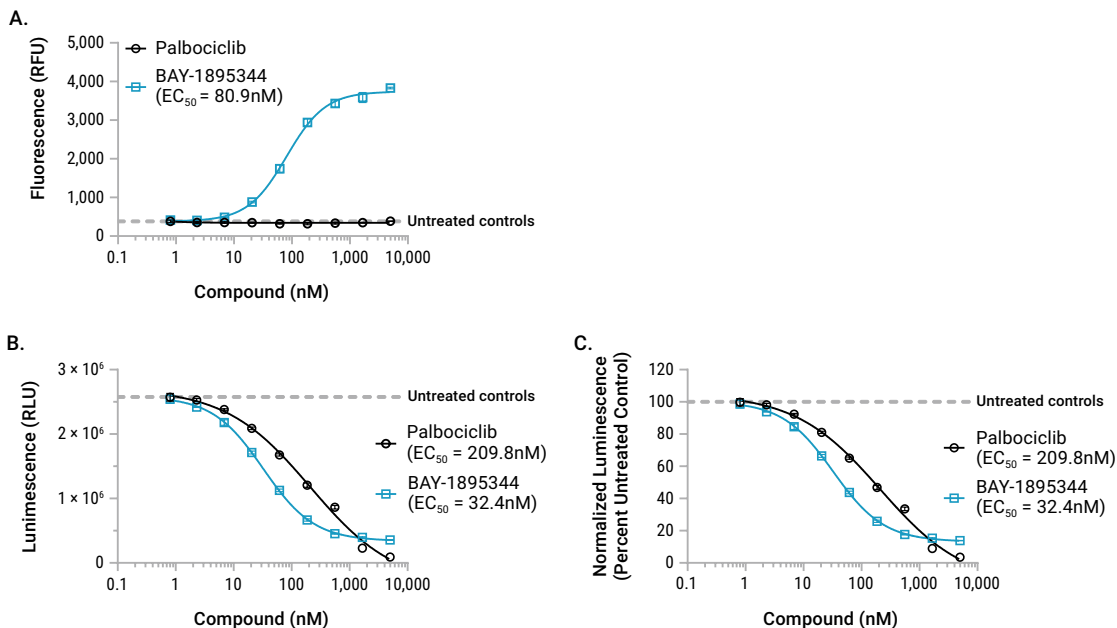 A.
Fluorescence (RFU)
5,000
4,000
3,000
2,000
1,000
0
Palbociclib
BAY-1895344
(EC₅₀ = 80.9nM)
Untreated controls
0.1
1
10
100
1,000
10,000
Compound (nM)
B.
Lunimescence (RLU)
3 × 10⁶
2 × 10⁶
1 × 10⁶
0
Untreated controls
Palbociclib
(EC₅₀ = 209.8nM)
BAY-1895344
(EC₅₀ = 32.4nM)
0.1
1
10
100
1,000
10,000
Compound (nM)
C.
Normalized Luminescence
(Percent Untreated Control)
120
100
80
60
40
20
0
Untreated controls
Palbociclib
(EC₅₀ = 209.8nM)
BAY-1895344
(EC₅₀ = 32.4nM)
0.1
1
10
100
1,000
10,000
Compound (nM)